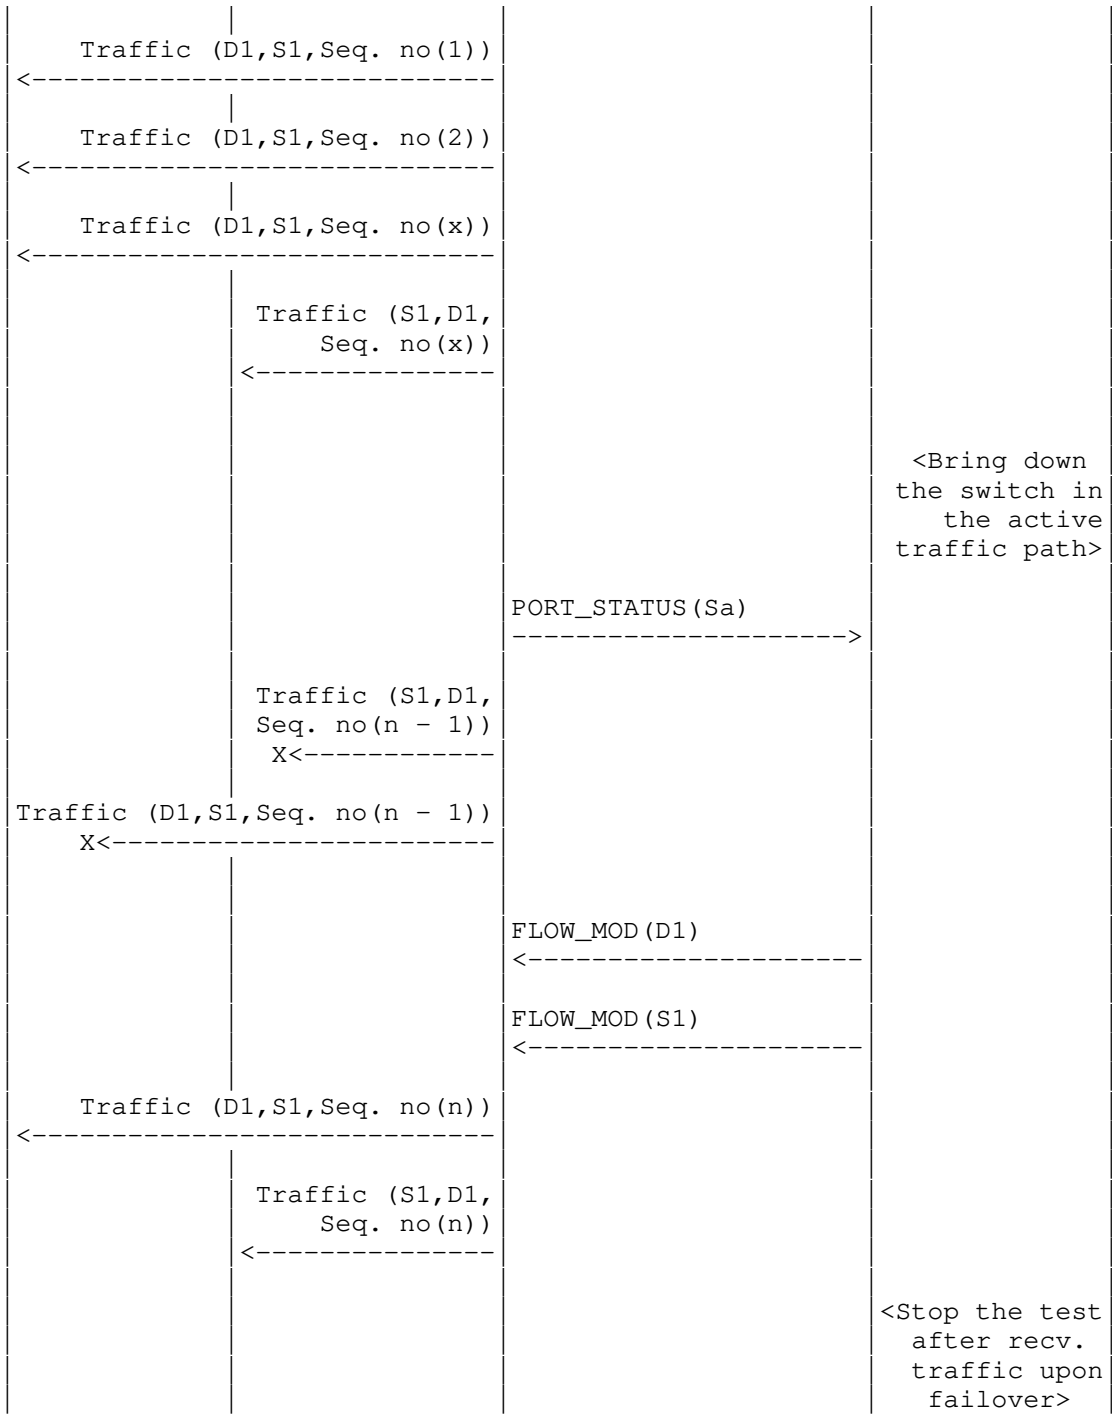 Traffic (D1,S1,Seq. no(1))
Traffic (D1,S1,Seq. no(2))
Traffic (D1,S1,Seq. no(x))
Traffic (S1,D1,
Seq. no(x))
<Bring down
the switch in
the active
traffic path>
PORT_STATUS(Sa)
Traffic (S1,D1,
Seq. no(n - 1))
X
Traffic (D1,S1,Seq. no(n - 1))
X
FLOW_MOD(D1)
FLOW_MOD(S1)
Traffic (D1,S1,Seq. no(n))
Traffic (S1,D1,
Seq. no(n))
<Stop the test
after recv.
traffic upon
failover>